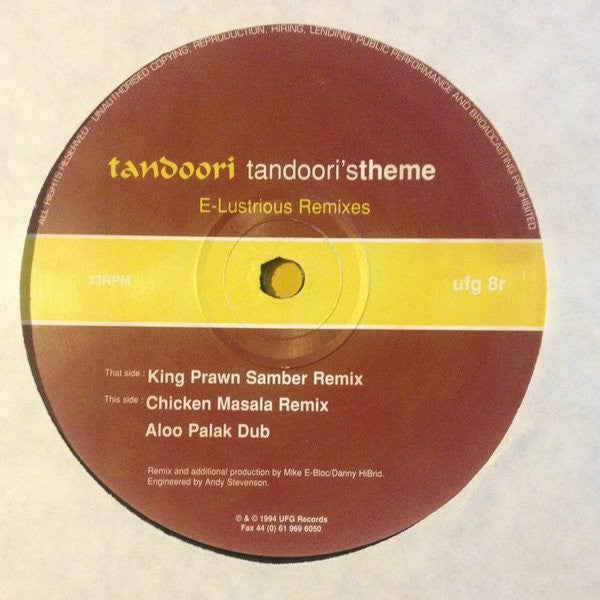 ALL RIGHTS RESERVED UNAUTHORISED COPYING, REPRODUCTION, HIRING, LENDING, PUBLIC PERFORMANCE AND BROADCASTING PROHIBITED
tandoori tandoori'stheme
E-Lustrious Remixes
33RPM
ufg 8r
That side : King Prawn Samber Remix
This side : Chicken Masala Remix
Aloo Palak Dub
Remix and additional production by Mike E-Bloc/Danny HiBrid.
Engineered by Andy Stevenson.
℗ & © 1994 UFG Records
Fax 44 (0) 61 969 6050